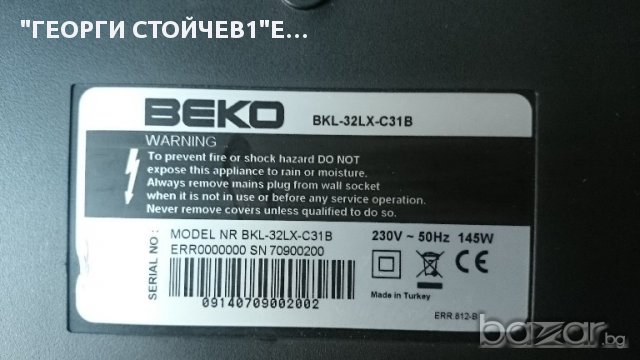 "ГЕОРГИ СТОЙЧЕВ1"Е...
BEKO BKL-32LX-C31B
WARNING
To prevent fire or shock hazard DO NOT
expose this appliance to rain or moisture.
Always remove mains plug from wall socket
when it is not in use or before any service operation.
Never remove covers unless qualified to do so.
SERIAL NO:
MODEL NR BKL-32LX-C31B
ERR0000000 SN 70900200
09140709002002
230V ~ 50Hz 145W
CE
Made in Turkey
ERR.612-B
bazar.bg